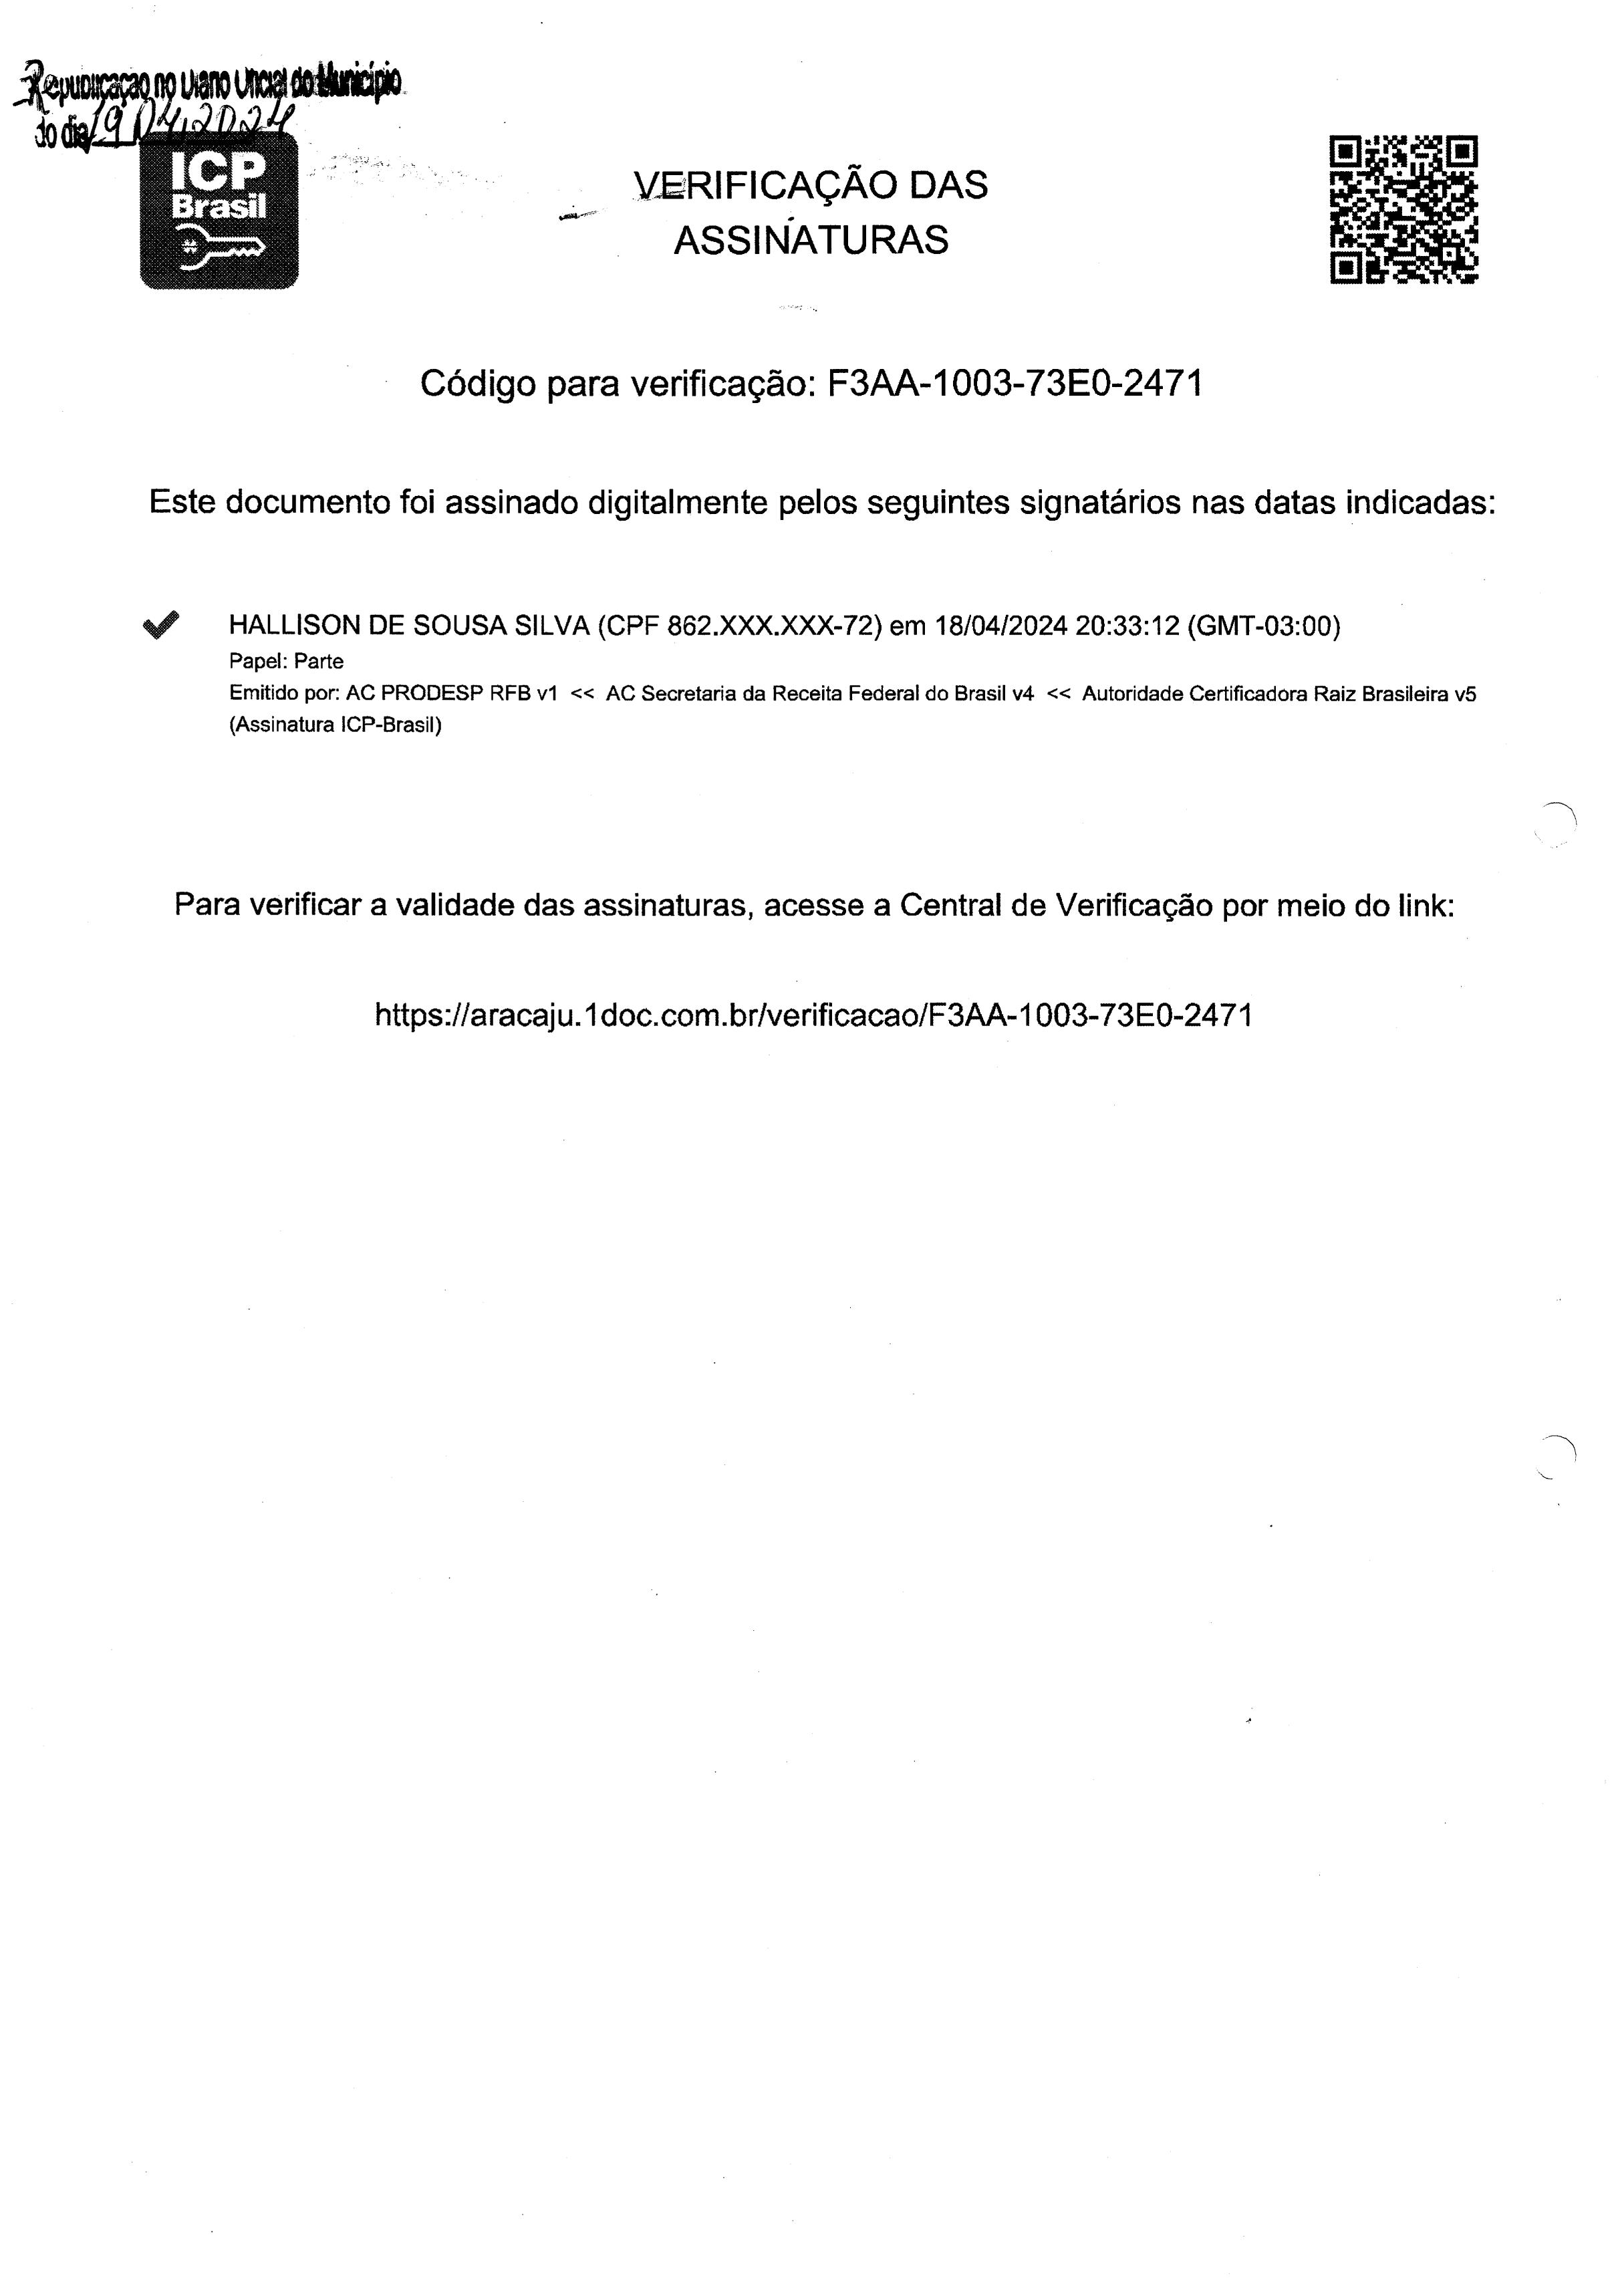 Republicação no Diário Oficial do Município
do dia 19 04 2024
ICP
Brasil
VERIFICAÇÃO DAS
ASSINATURAS
Código para verificação: F3AA-1003-73E0-2471
Este documento foi assinado digitalmente pelos seguintes signatários nas datas indicadas:
HALLISON DE SOUSA SILVA (CPF 862.XXX.XXX-72) em 18/04/2024 20:33:12 (GMT-03:00)
Papel: Parte
Emitido por: AC PRODESP RFB v1 << AC Secretaria da Receita Federal do Brasil v4 << Autoridade Certificadora Raiz Brasileira v5
(Assinatura ICP-Brasil)
Para verificar a validade das assinaturas, acesse a Central de Verificação por meio do link:
https://aracaju.1doc.com.br/verificacao/F3AA-1003-73E0-2471